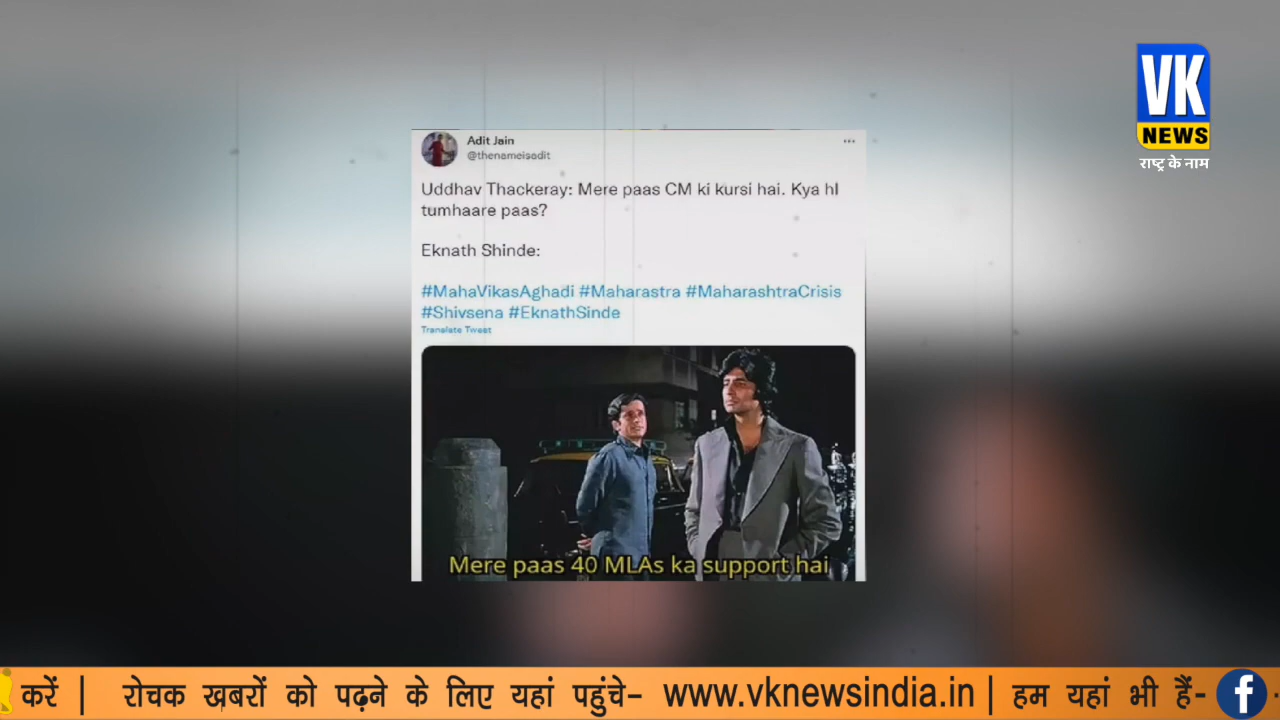 VK
NEWS
राष्ट्र के नाम
Adit Jain
@thenameisadit
Uddhav Thackeray: Mere paas CM ki kursi hai. Kya hI
tumhaare paas?
Eknath Shinde:
#MahaVikasAghadi #Maharastra #MaharashtraCrisis
#Shivsena #EknathSinde
Translate Tweet
Mere paas 40 MLAs ka support hai
करें | रोचक ख़बरों को पढ़ने के लिए यहां पहुंचे- www.vknewsindia.in | हम यहां भी हैं-